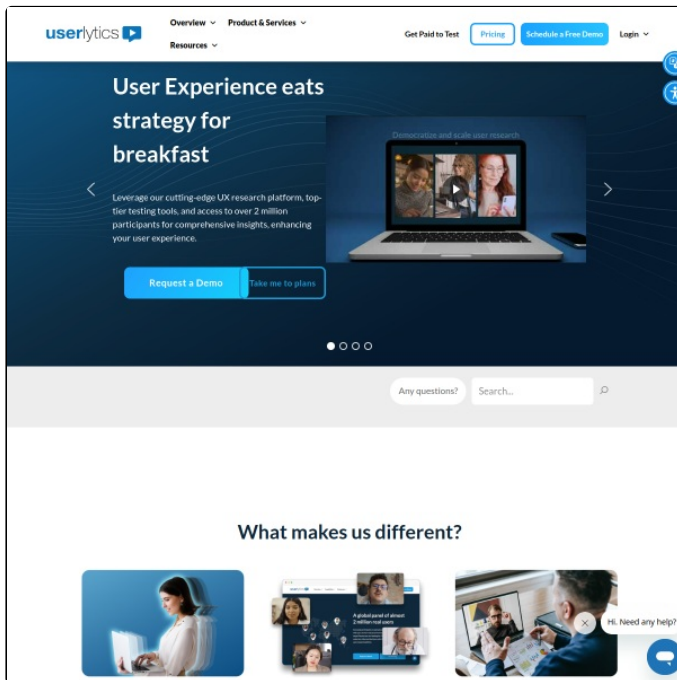 userlytics
Overview
Product & Services
Resources
Get Paid to Test
Pricing
Schedule a Free Demo
Login
User Experience eats
strategy for
breakfast
Leverage our cutting-edge UX research platform, top-
tier testing tools, and access to over 2 million
participants for comprehensive insights, enhancing
your user experience.
Request a Demo
Take me to plans
Democratize and scale user research
Any questions?
Search...
What makes us different?
A global panel of almost
2 million real users
Hi. Need any help?